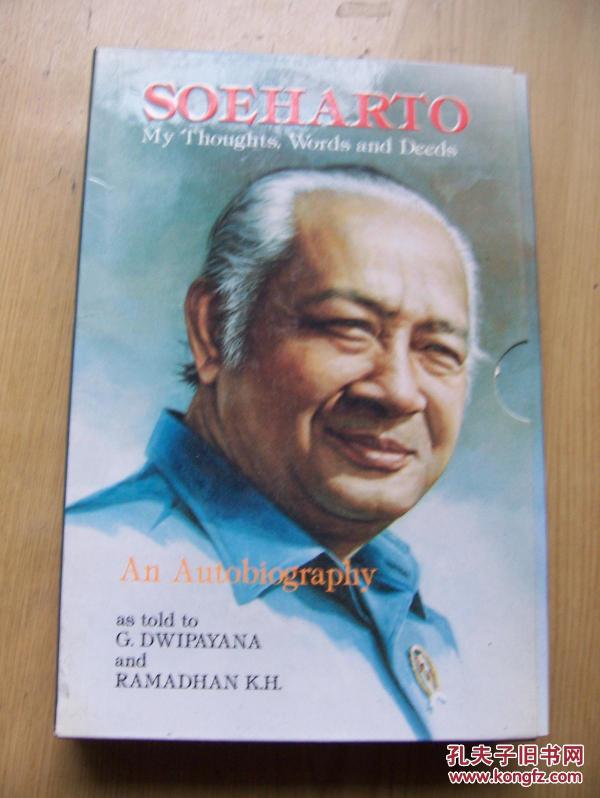 SOEHARTO
My Thoughts, Words and Deeds
An Autobiography
as told to
G. DWIPAYANA
and
RAMADHAN K.H.
孔夫子旧书网
www.kongfz.com